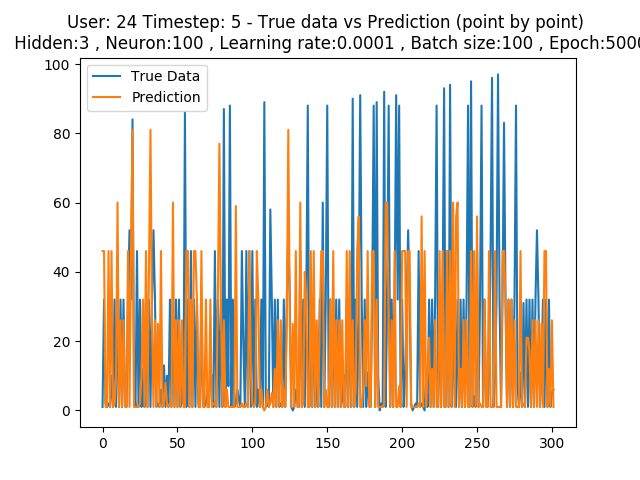 User: 24 Timestep: 5 - True data vs Prediction (point by point)
Hidden:3 , Neuron:100 , Learning rate:0.0001 , Batch size:100 , Epoch:5000
True Data
Prediction
100
80
60
40
20
0
0 50 100 150 200 250 300